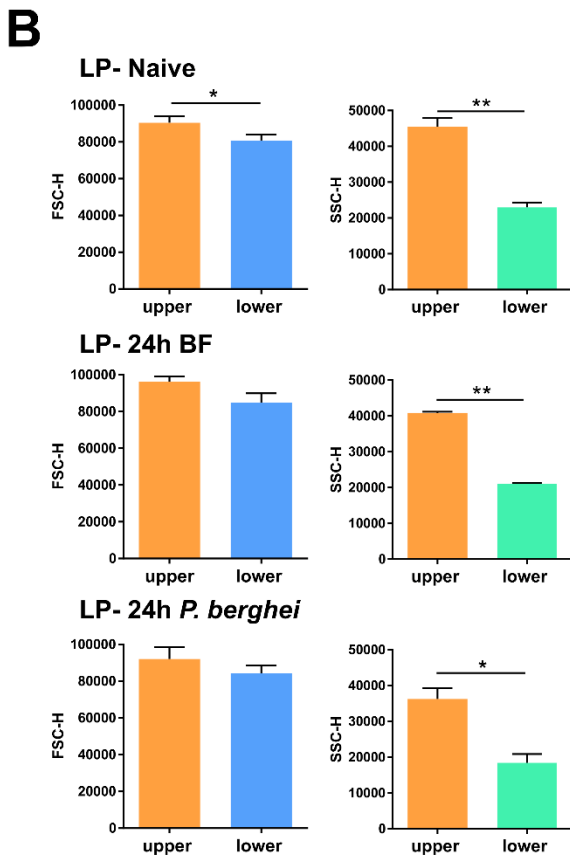 B
LP- Naive
FSC-H
100000
80000
60000
40000
20000
0
*
upper
lower
SSC-H
50000
40000
30000
20000
10000
0
**
upper
lower
LP- 24h BF
FSC-H
100000
80000
60000
40000
20000
0
upper
lower
SSC-H
50000
40000
30000
20000
10000
0
**
upper
lower
LP- 24h P. berghei
FSC-H
100000
80000
60000
40000
20000
0
upper
lower
SSC-H
50000
40000
30000
20000
10000
0
*
upper
lower